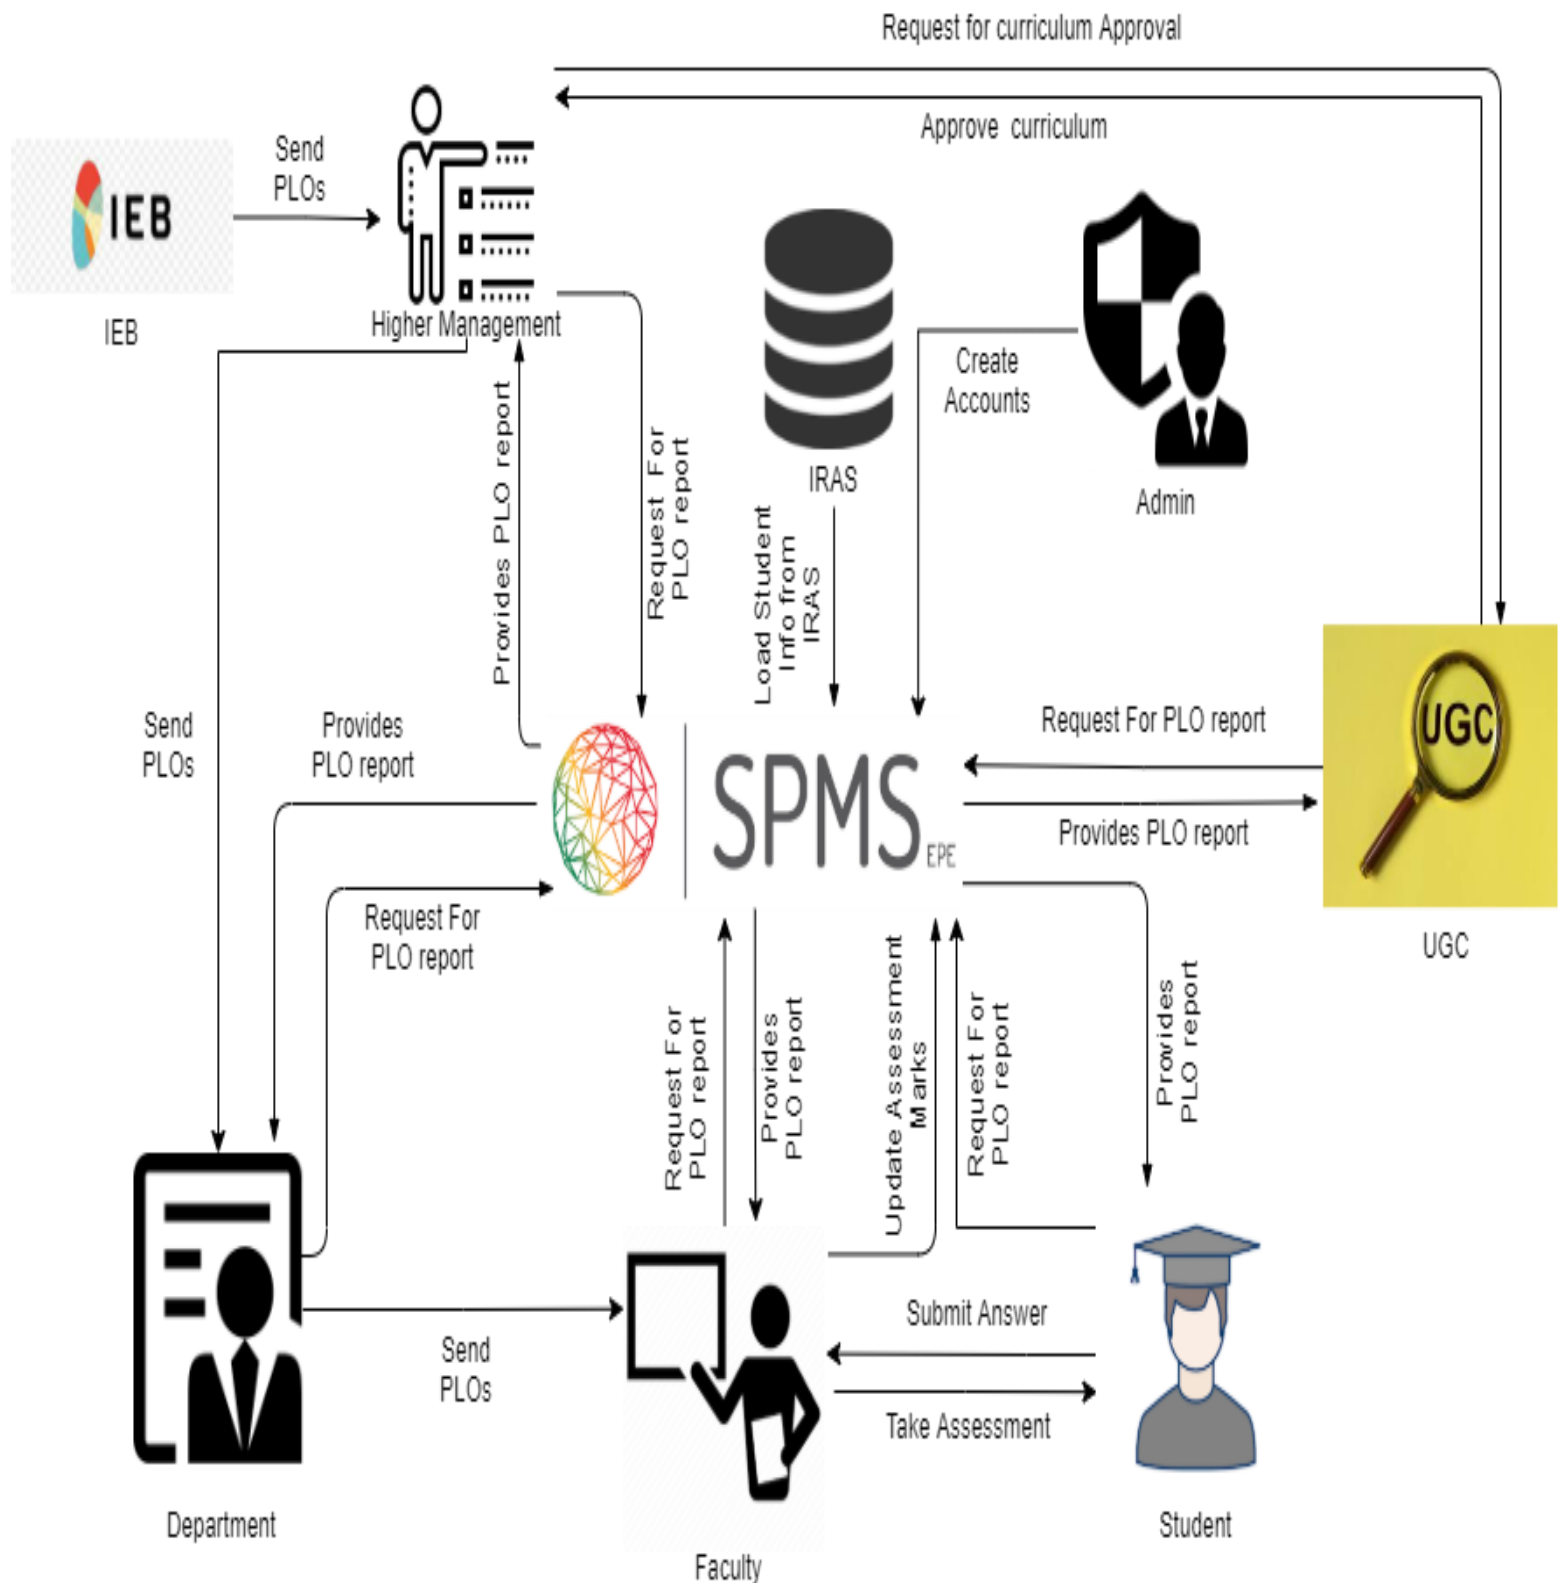 Request for curriculum Approval
Approve curriculum
Send
PLOs
IEB
IEB
Higher Management
Create
Accounts
IRAS
Admin
Provides PLO report
Request For
PLO report
Load Student
Info from
IRAS
Send
PLOs
Provides
PLO report
SPMS
EPE
Request For PLO report
Provides PLO report
UGC
UGC
Request For
PLO report
Request For
PLO report
Provides
PLO report
Update Assessment
Marks
Request For
PLO report
Provides
PLO report
Send
PLOs
Submit Answer
Take Assessment
Department
Faculty
Student